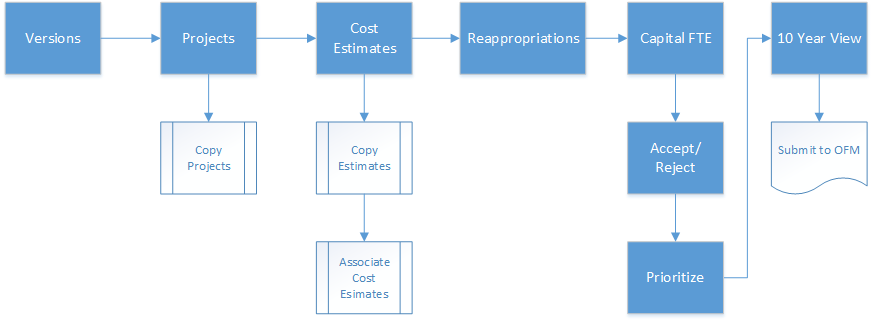 Versions
Projects
Cost
Estimates
Reappropriations
Capital FTE
10 Year View
Copy
Projects
Copy
Estimates
Accept/
Reject
Submit to OFM
Associate
Cost
Esimates
Prioritize